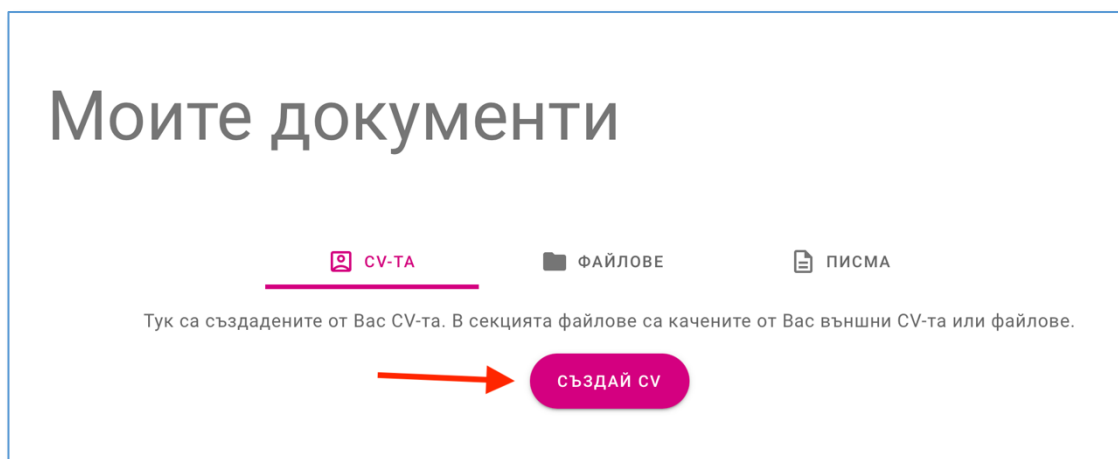 Моите документи
CV-ТА
ФАЙЛОВЕ
ПИСМА
Тук са създадените от Вас CV-та. В секцията файлове са качените от Вас външни CV-та или файлове.
СЪЗДАЙ CV